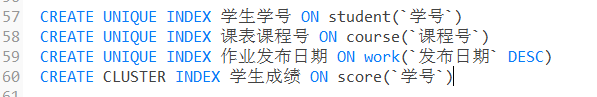 57 CREATE UNIQUE INDEX 学生学号 ON student(`学号`)
58 CREATE UNIQUE INDEX 课表课程号 ON course(`课程号`)
59 CREATE UNIQUE INDEX 作业发布日期 ON work(`发布日期` DESC)
60 CREATE CLUSTER INDEX 学生成绩 ON score(`学号`)